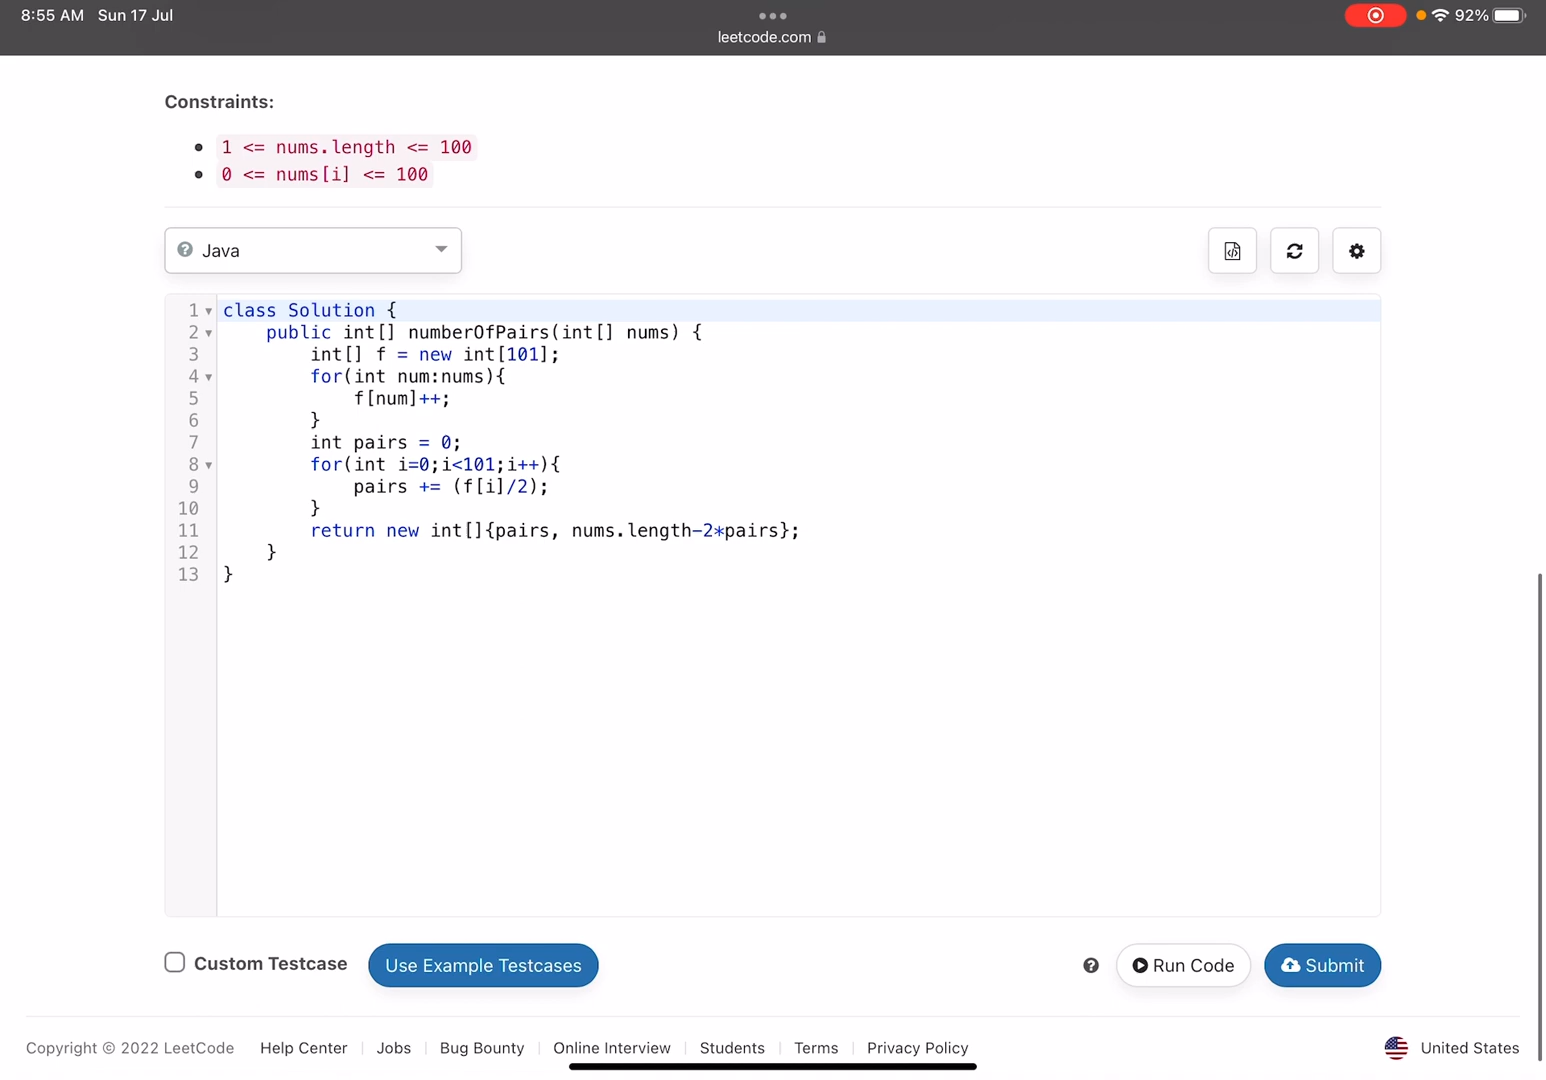 8:55 AM Sun 17 Jul
92%
leetcode.com
Constraints:
1 <= nums.length <= 100
0 <= nums[i] <= 100
Java
1 class Solution {
2 public int[] numberOfPairs(int[] nums) {
3 int[] f = new int[101];
4 for(int num:nums){
5 f[num]++;
6 }
7 int pairs = 0;
8 for(int i=0;i<101;i++){
9 pairs += (f[i]/2);
10 }
11 return new int[]{pairs, nums.length-2*pairs};
12 }
13 }
Custom Testcase Use Example Testcases ? Run Code Submit
Copyright © 2022 LeetCode Help Center | Jobs | Bug Bounty | Online Interview | Students | Terms | Privacy Policy United States